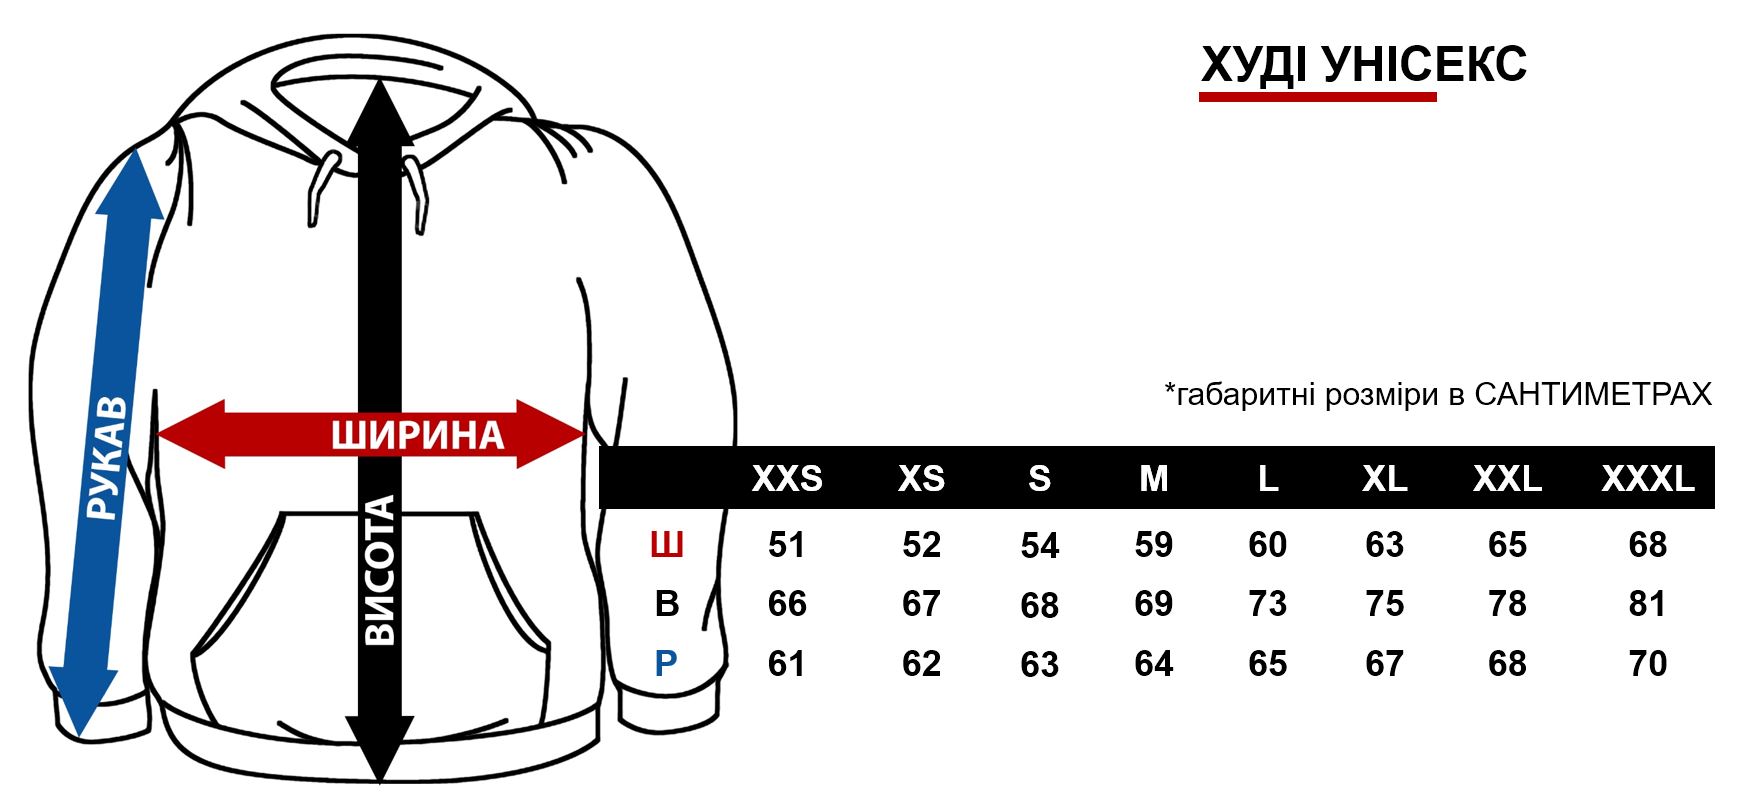 ХУДІ УНІСЕКС
РУКАВ
ШИРИНА
ВИСОТА
*габаритні розміри в САНТИМЕТРАХ
XXS XS S M L XL XXL XXXL
Ш 51 52 54 59 60 63 65 68
В 66 67 68 69 73 75 78 81
Р 61 62 63 64 65 67 68 70